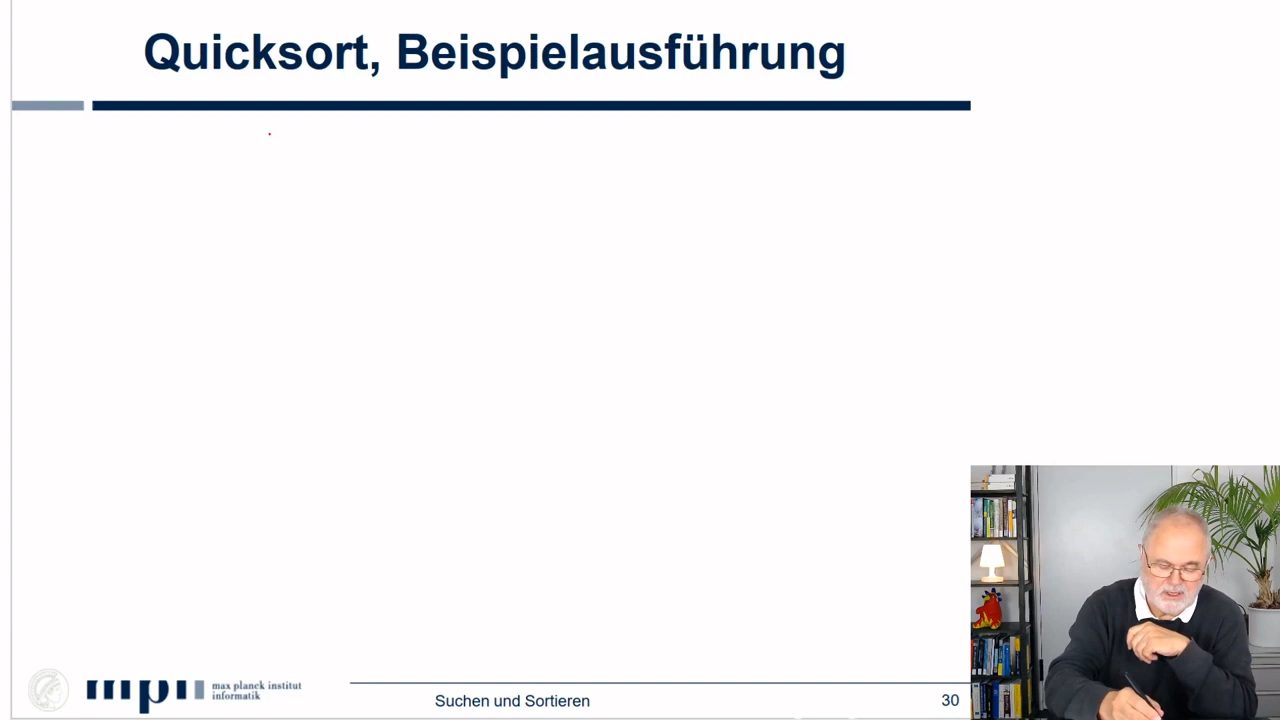 Quicksort, Beispielausführung
max planck institut
informatik
Suchen und Sortieren
30